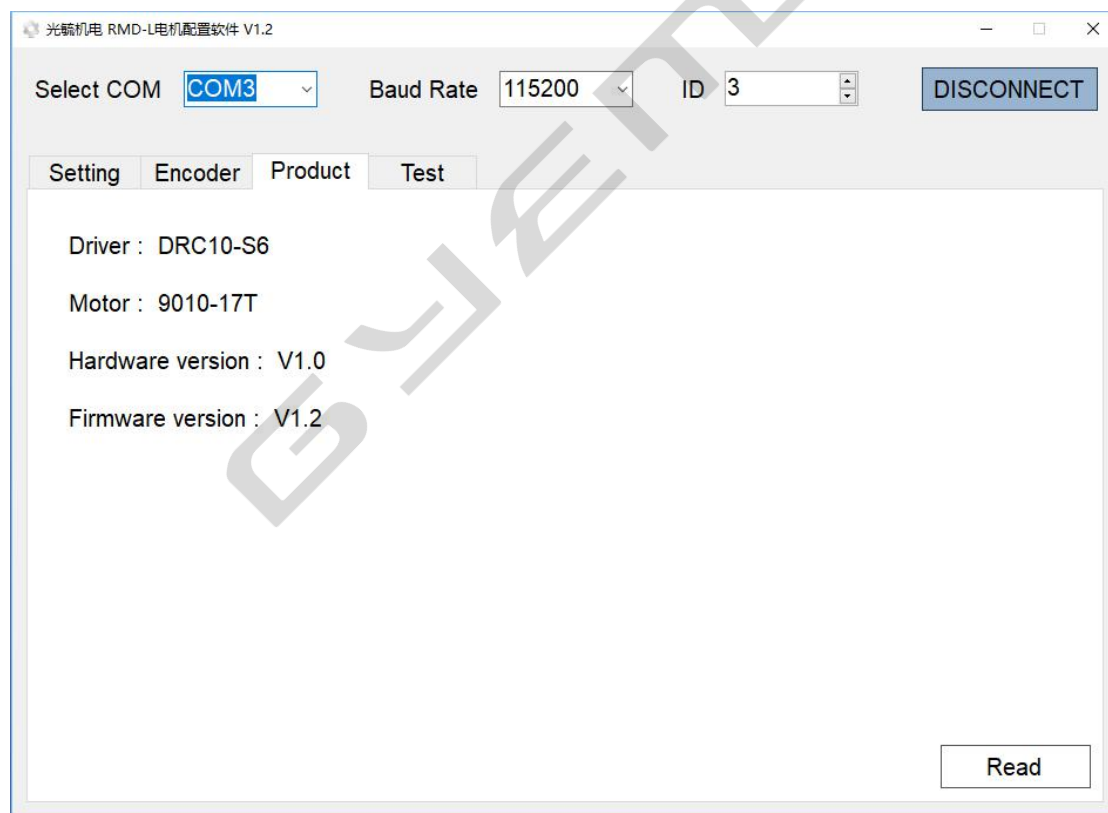 光毓机电 RMD-L电机配置软件 V1.2
Select COM COM3 Baud Rate 115200 ID 3 DISCONNECT
Setting Encoder Product Test
Driver : DRC10-S6
Motor : 9010-17T
Hardware version : V1.0
Firmware version : V1.2
Read